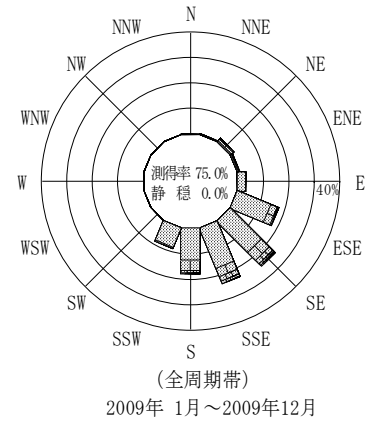 N
NNW NNE
NW NE
WNW ENE
測得率 75.0%
静 穏 0.0%
W 40% E
WSW ESE
SW SE
SSW SSE
S
(全周期帯)
2009年 1月～2009年12月